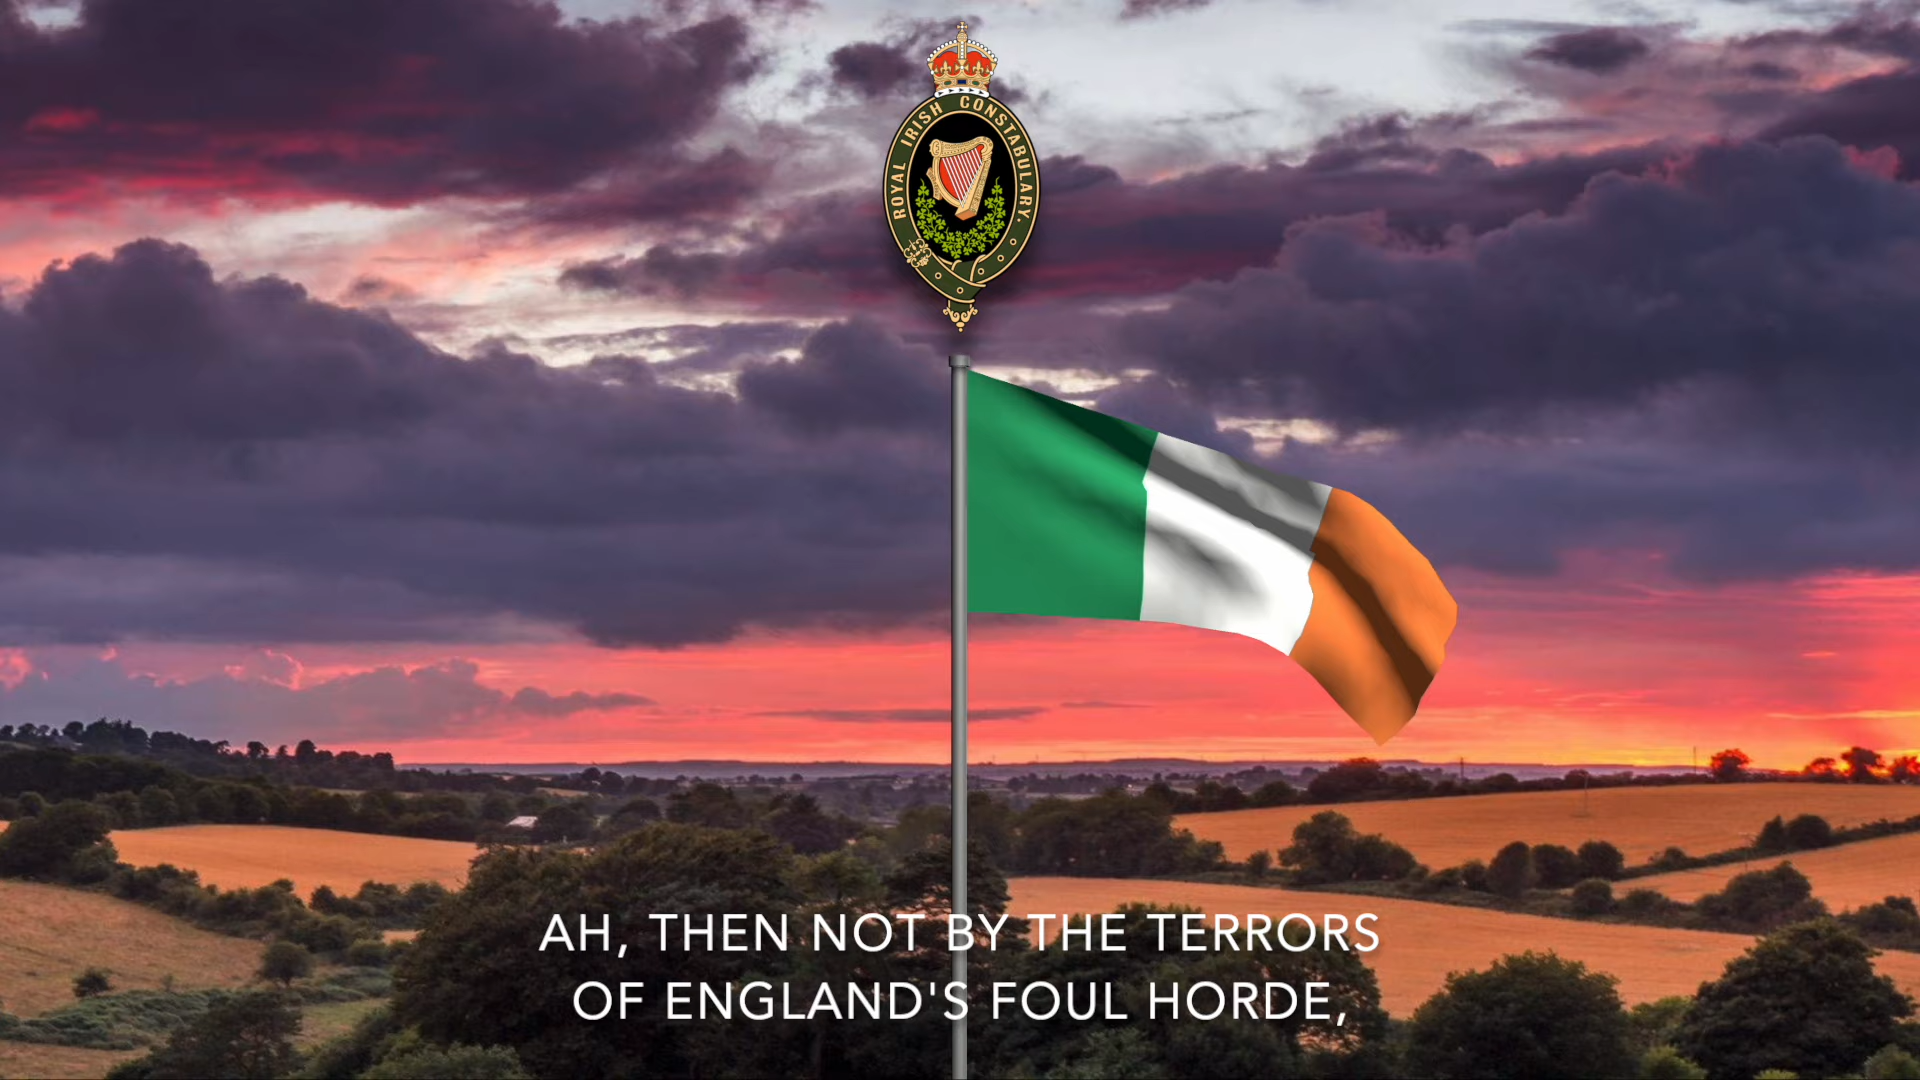 ROYAL IRISH CONSTABULARY.
AH, THEN NOT BY THE TERRORS
OF ENGLAND'S FOUL HORDE,